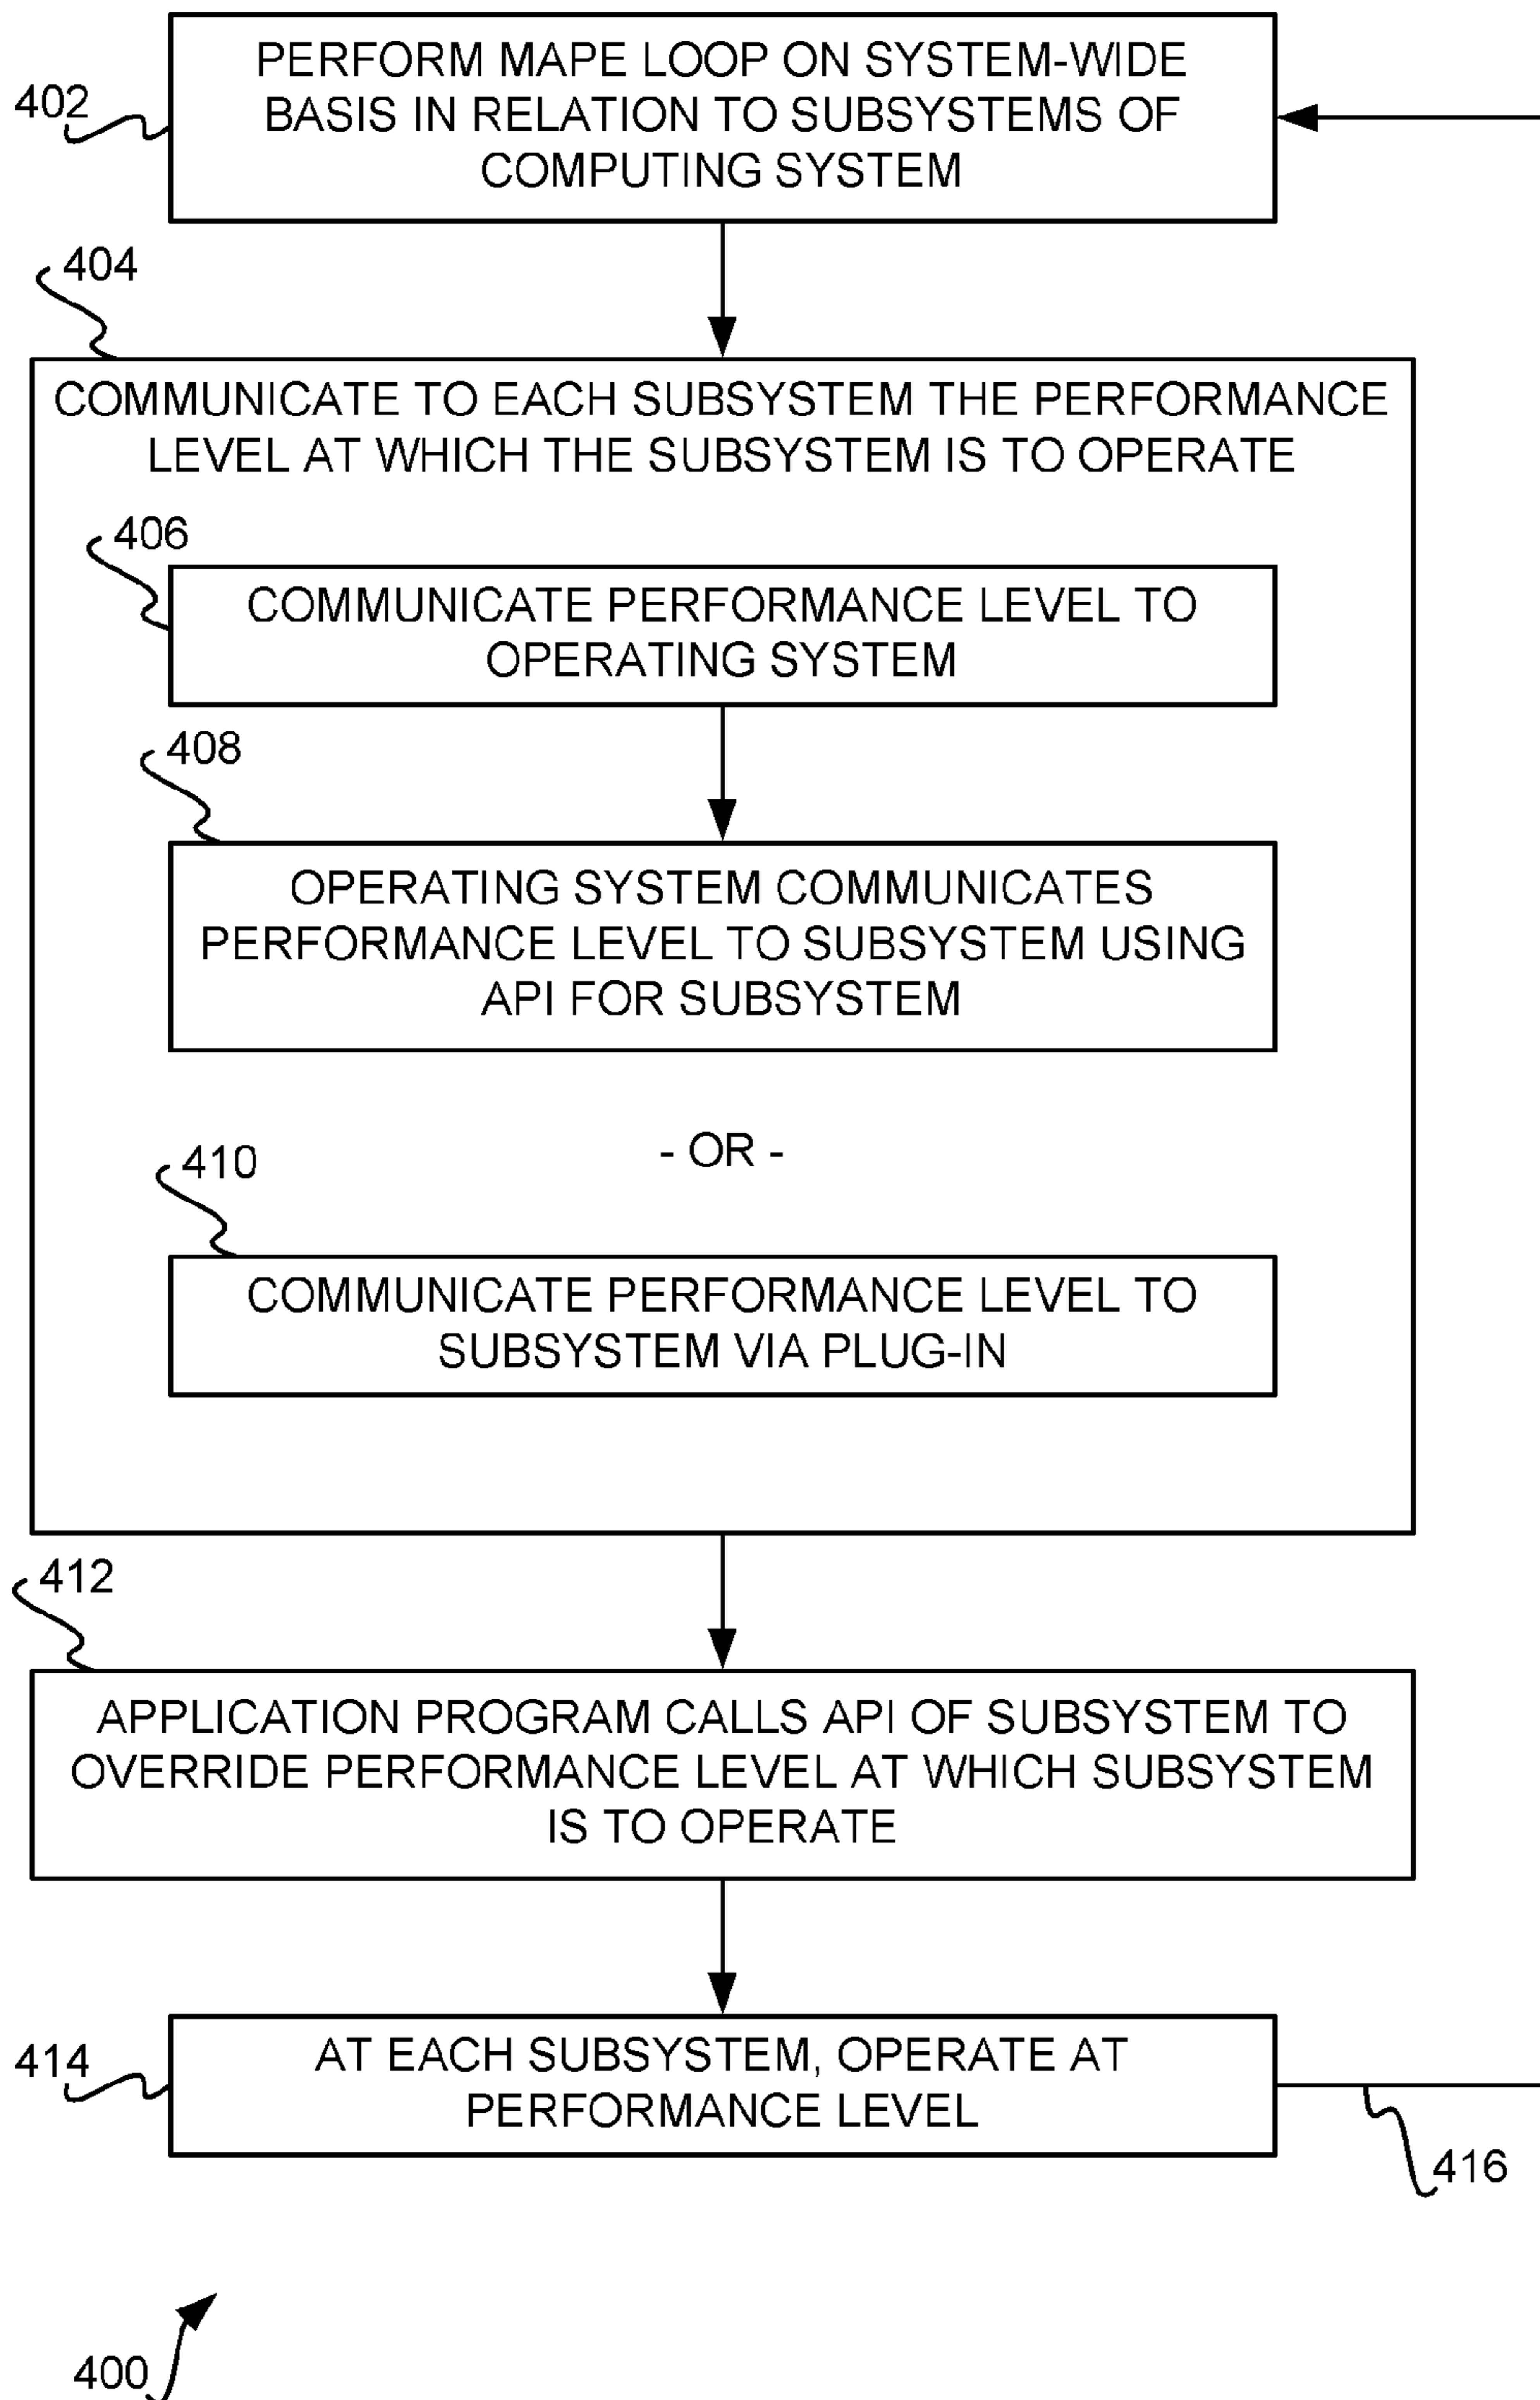 402
PERFORM MAPE LOOP ON SYSTEM-WIDE
BASIS IN RELATION TO SUBSYSTEMS OF
COMPUTING SYSTEM
404
COMMUNICATE TO EACH SUBSYSTEM THE PERFORMANCE
LEVEL AT WHICH THE SUBSYSTEM IS TO OPERATE
406
COMMUNICATE PERFORMANCE LEVEL TO
OPERATING SYSTEM
408
OPERATING SYSTEM COMMUNICATES
PERFORMANCE LEVEL TO SUBSYSTEM USING
API FOR SUBSYSTEM
- OR -
410
COMMUNICATE PERFORMANCE LEVEL TO
SUBSYSTEM VIA PLUG-IN
412
APPLICATION PROGRAM CALLS API OF SUBSYSTEM TO
OVERRIDE PERFORMANCE LEVEL AT WHICH SUBSYSTEM
IS TO OPERATE
414
AT EACH SUBSYSTEM, OPERATE AT
PERFORMANCE LEVEL
416
400